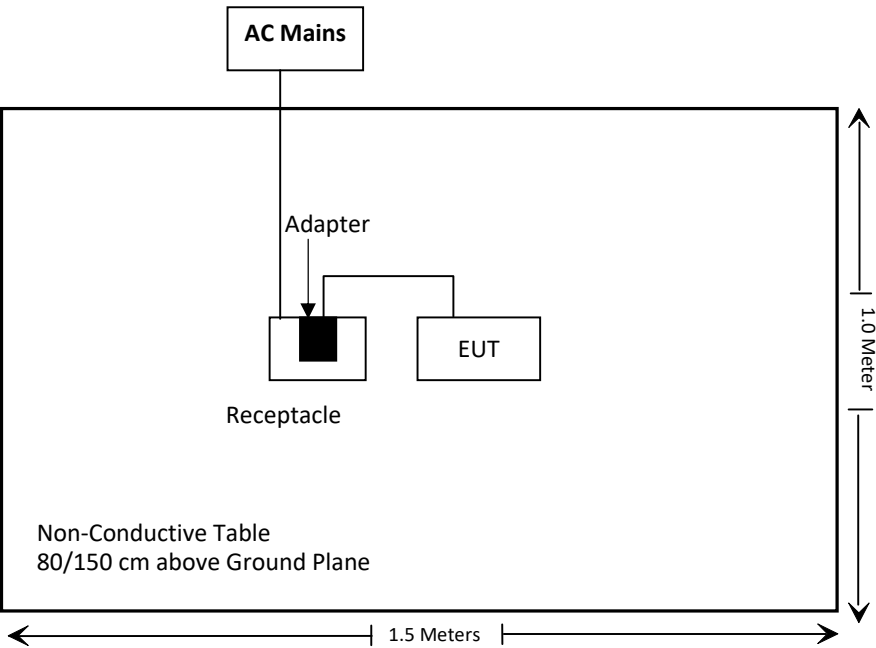 AC Mains
Adapter
EUT
Receptacle
1.0 Meter
Non-Conductive Table
80/150 cm above Ground Plane
1.5 Meters